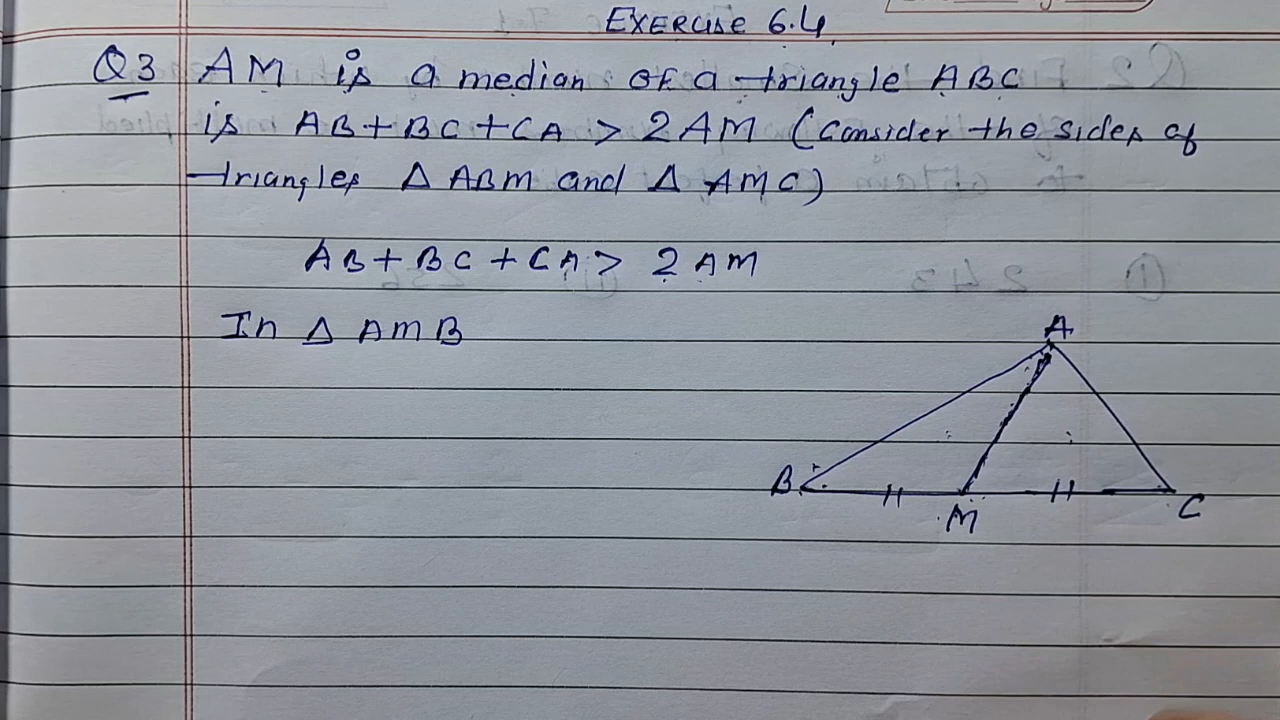 EXERCISE 6.4
Q3 AM is a median of a triangle ABC
is AB+BC+CA > 2AM (Consider the sides of
triangles Δ ABM and Δ AMC)
AB+BC+CA > 2AM
In Δ AMB
A
B
M
C